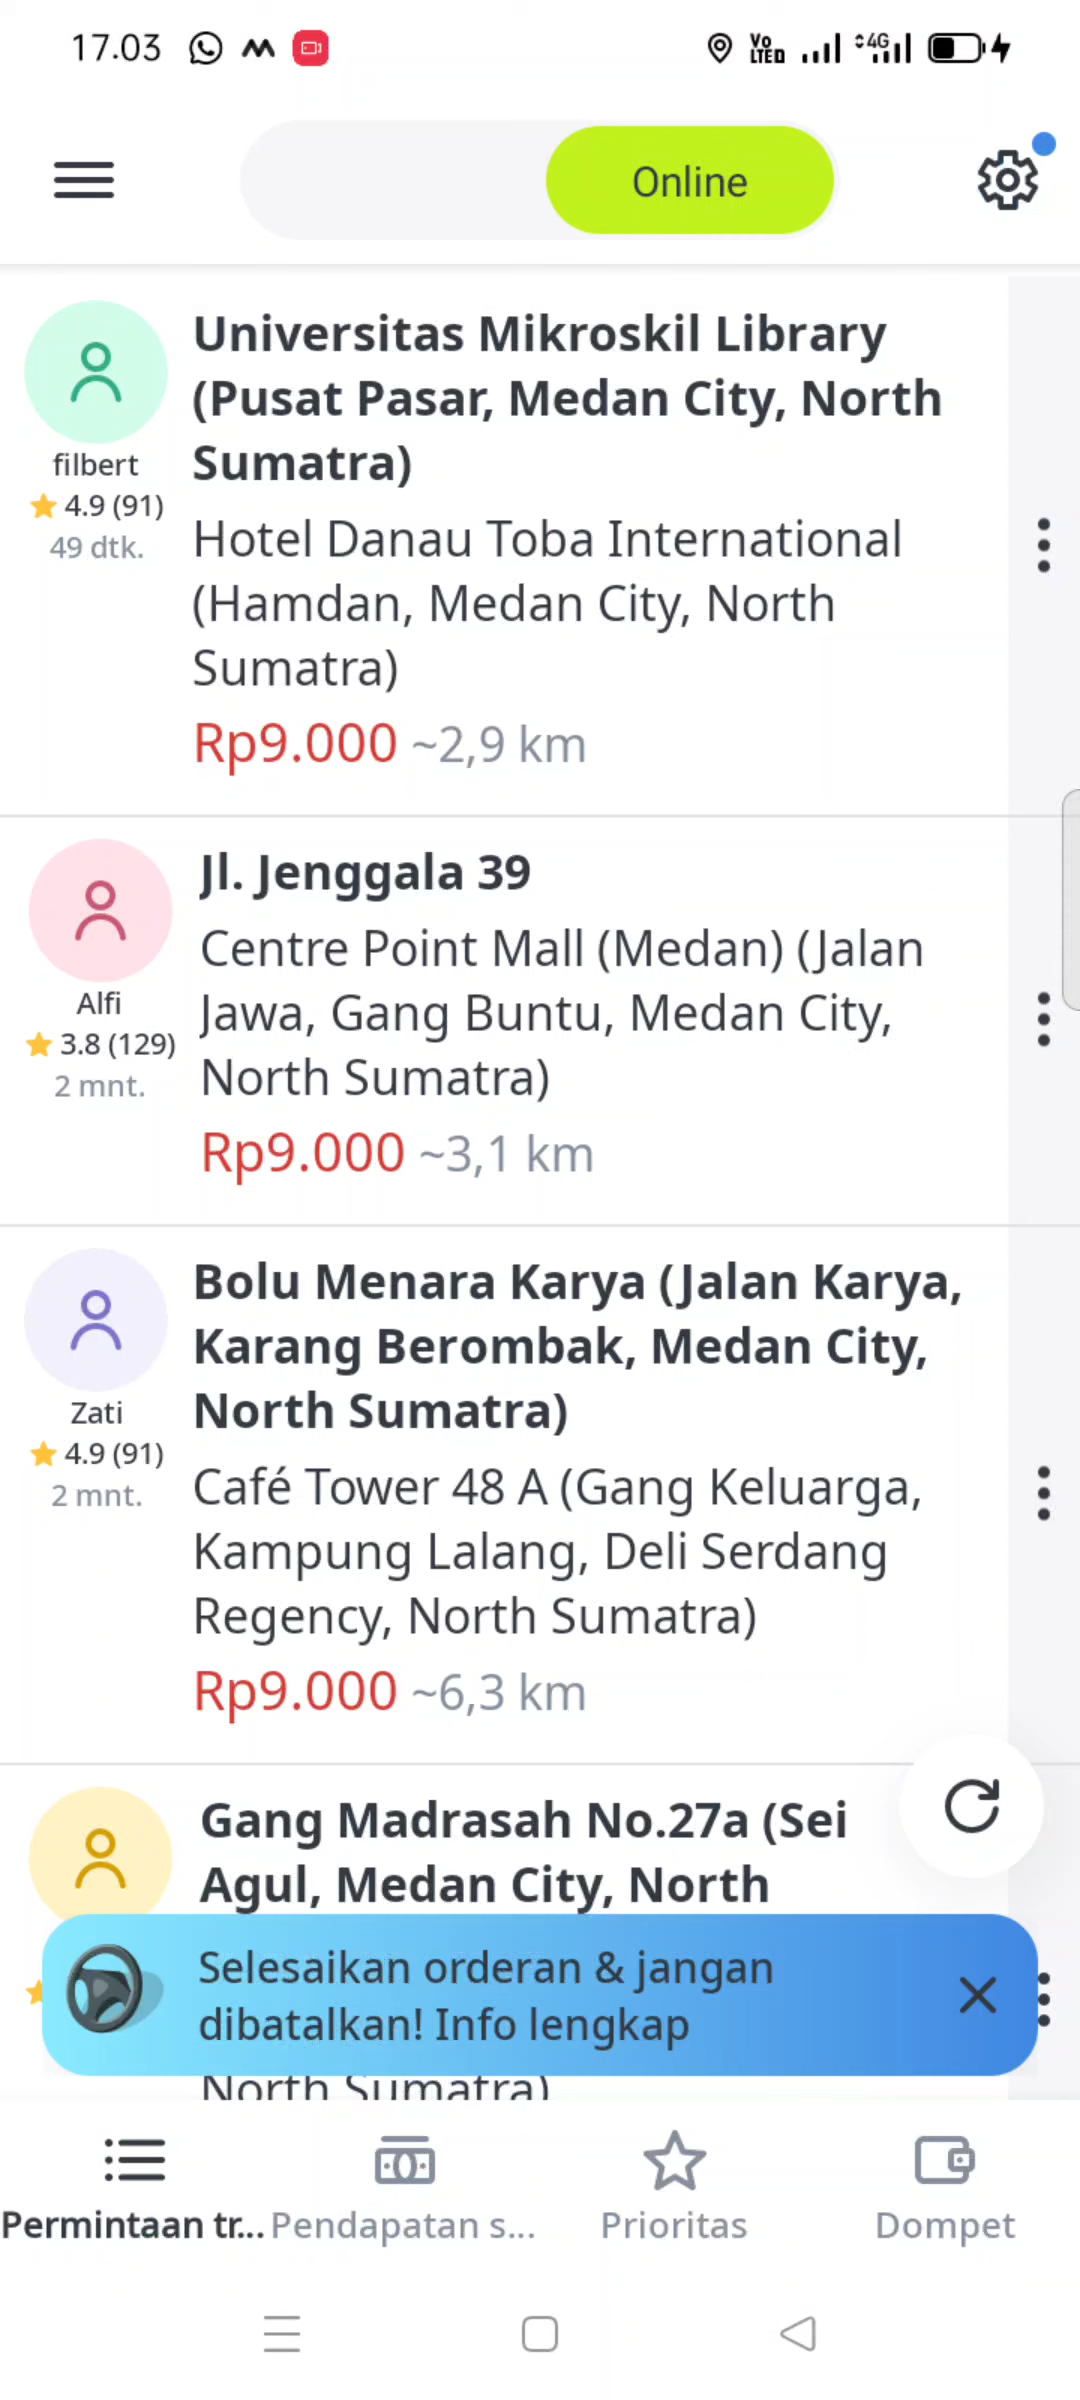 17.03
Vo
LTE
4G
Online
Universitas Mikroskil Library
(Pusat Pasar, Medan City, North
Sumatra)
filbert
4.9 (91)
49 dtk.
Hotel Danau Toba International
(Hamdan, Medan City, North
Sumatra)
Rp9.000 ~2,9 km
Jl. Jenggala 39
Alfi
3.8 (129)
2 mnt.
Centre Point Mall (Medan) (Jalan
Jawa, Gang Buntu, Medan City,
North Sumatra)
Rp9.000 ~3,1 km
Bolu Menara Karya (Jalan Karya,
Karang Berombak, Medan City,
North Sumatra)
Zati
4.9 (91)
2 mnt.
Café Tower 48 A (Gang Keluarga,
Kampung Lalang, Deli Serdang
Regency, North Sumatra)
Rp9.000 ~6,3 km
Gang Madrasah No.27a (Sei
Agul, Medan City, North
Selesaikan orderan & jangan
dibatalkan! Info lengkap
North Sumatra)
Permintaan tr...
Pendapatan s...
Prioritas
Dompet